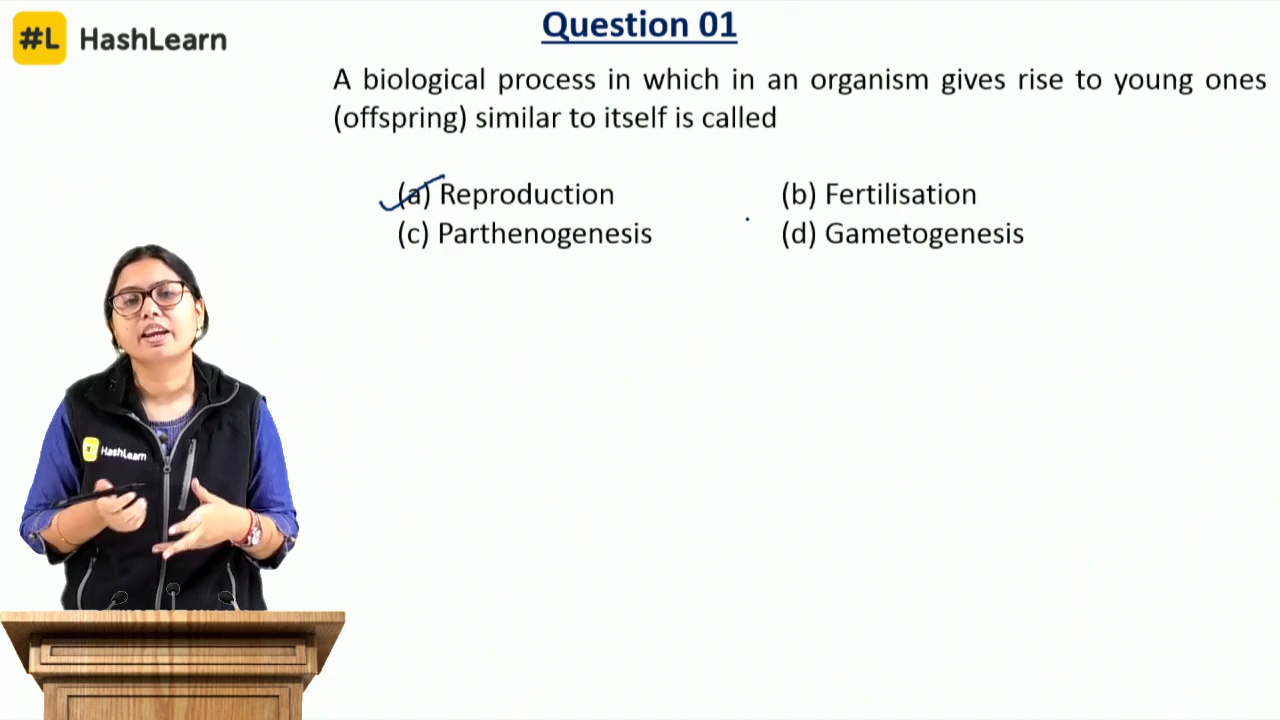 #L HashLearn
Question 01
A biological process in which in an organism gives rise to young ones
(offspring) similar to itself is called
(a) Reproduction (b) Fertilisation
(c) Parthenogenesis (d) Gametogenesis
HashLearn